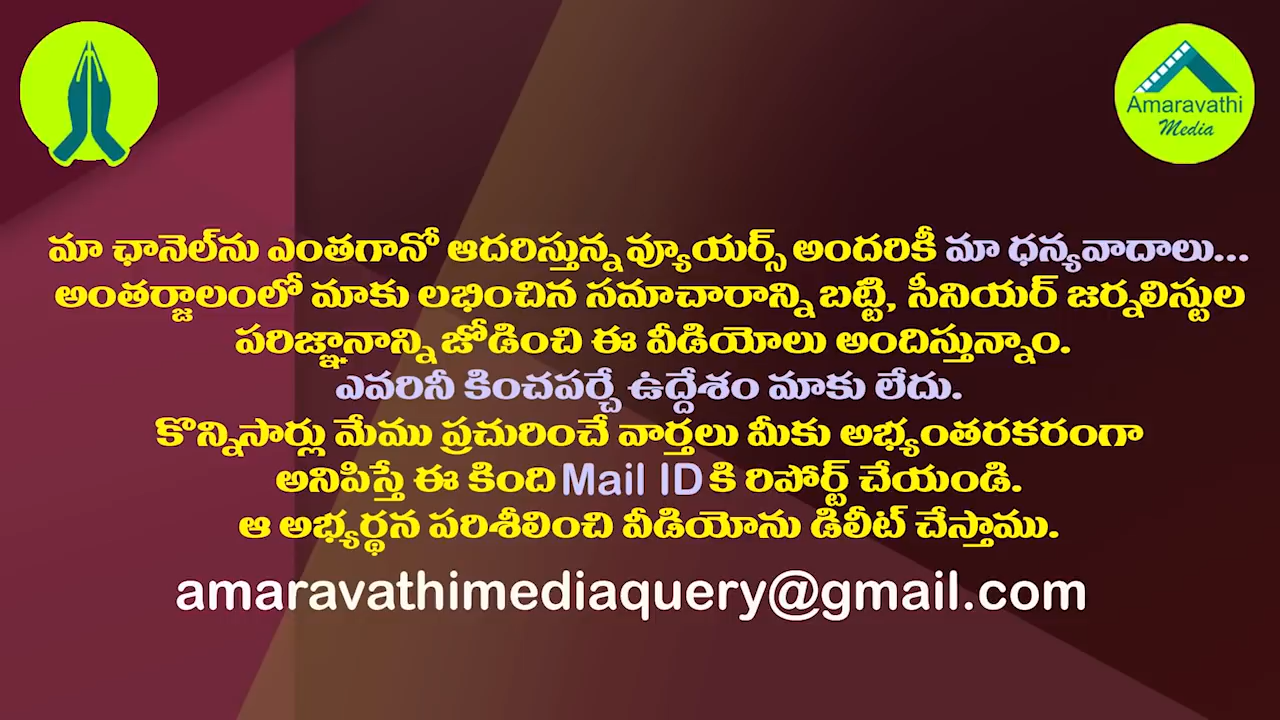 Amaravathi
Media
మా ఛానెల్‌ను ఎంతగానో ఆదరిస్తున్న వ్యూయర్స్ అందరికీ మా ధన్యవాదాలు...
అంతర్జాలంలో మాకు లభించిన సమాచారాన్ని బట్టి, సీనియర్ జర్నలిస్టుల
పరిజ్ఞానాన్ని జోడించి ఈ వీడియోలు అందిస్తున్నాం.
ఎవరినీ కించపర్చే ఉద్దేశం మాకు లేదు.
కొన్నిసార్లు మేము ప్రచురించే వార్తలు మీకు అభ్యంతరకరంగా
అనిపిస్తే ఈ కింది Mail ID కి రిపోర్ట్ చేయండి.
ఆ అభ్యర్థన పరిశీలించి వీడియోను డిలీట్ చేస్తాము.
amaravathimediaquery@gmail.com